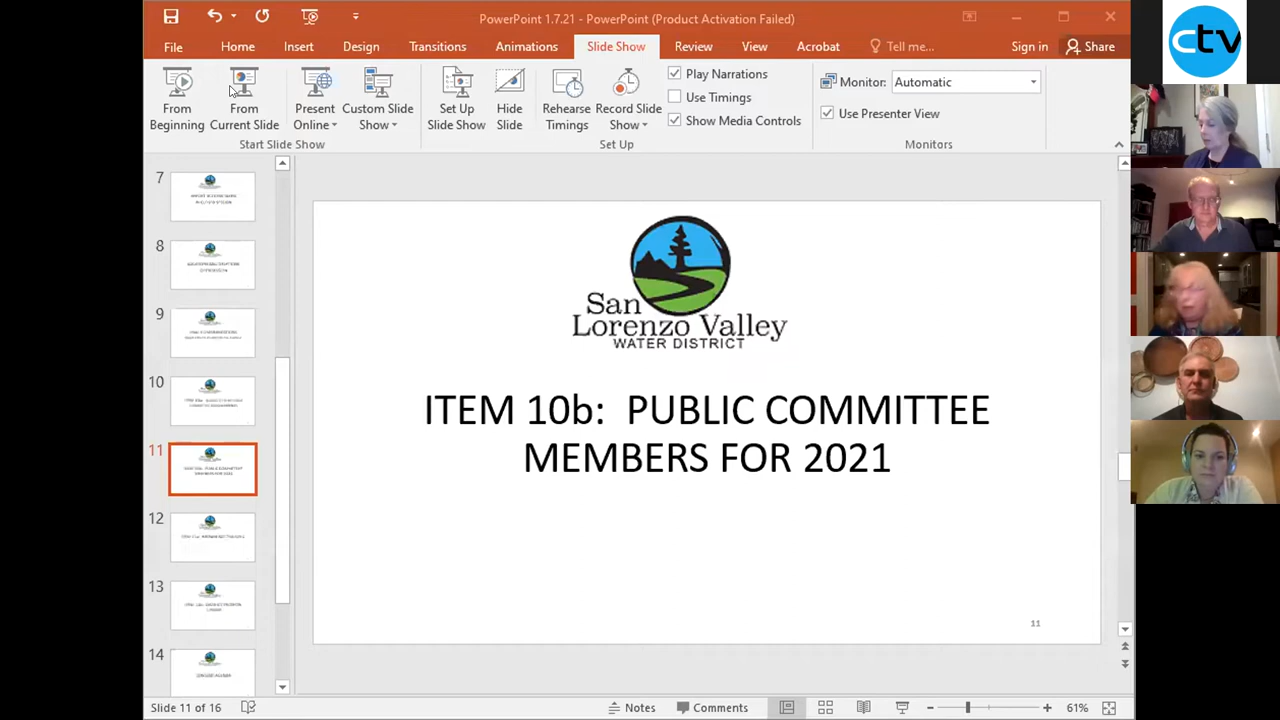 PowerPoint 1.7.21 - PowerPoint (Product Activation Failed)
File Home Insert Design Transitions Animations Slide Show Review View Acrobat Tell me... Sign in Share
From Beginning
From Current Slide
Present Online
Custom Slide Show
Set Up Slide Show
Hide Slide
Rehearse Timings
Record Slide Show
Play Narrations
Use Timings
Show Media Controls
Monitor: Automatic
Use Presenter View
Start Slide Show
Set Up
Monitors
ctv
7
8
9
10
11
12
13
14
San
Lorenzo Valley
WATER DISTRICT
ITEM 10b: PUBLIC COMMITTEE
MEMBERS FOR 2021
11
Slide 11 of 16
Notes
Comments
61%